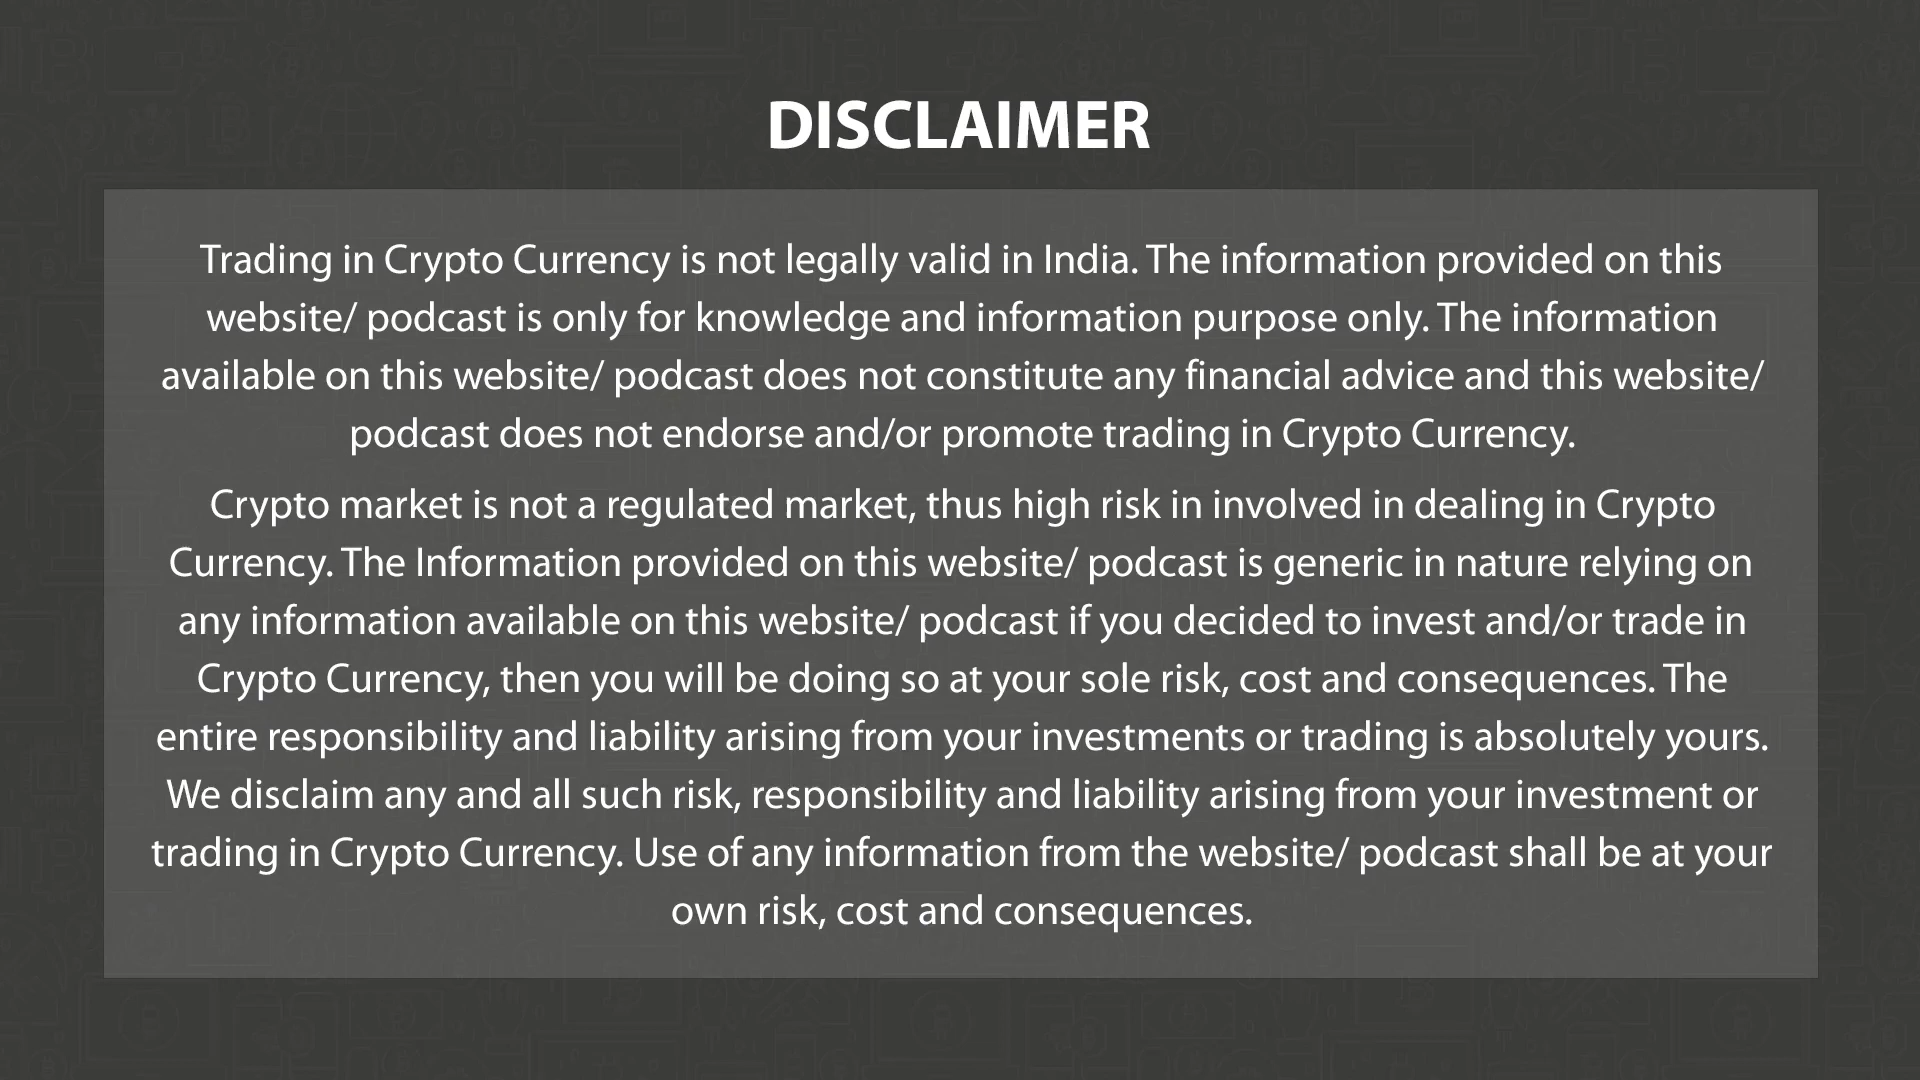 DISCLAIMER
Trading in Crypto Currency is not legally valid in India. The information provided on this
website/ podcast is only for knowledge and information purpose only. The information
available on this website/ podcast does not constitute any financial advice and this website/
podcast does not endorse and/or promote trading in Crypto Currency.
Crypto market is not a regulated market, thus high risk in involved in dealing in Crypto
Currency. The Information provided on this website/ podcast is generic in nature relying on
any information available on this website/ podcast if you decided to invest and/or trade in
Crypto Currency, then you will be doing so at your sole risk, cost and consequences. The
entire responsibility and liability arising from your investments or trading is absolutely yours.
We disclaim any and all such risk, responsibility and liability arising from your investment or
trading in Crypto Currency. Use of any information from the website/ podcast shall be at your
own risk, cost and consequences.